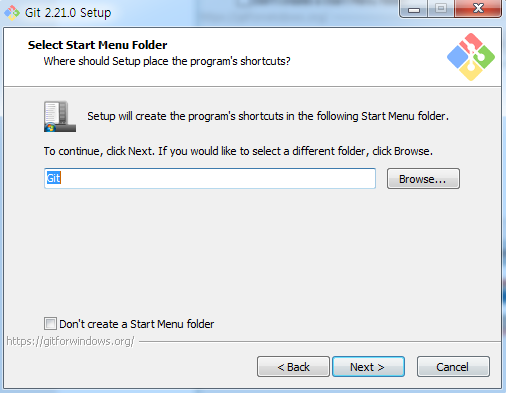 Git 2.21.0 Setup
Select Start Menu Folder
Where should Setup place the program's shortcuts?
Setup will create the program's shortcuts in the following Start Menu folder.
To continue, click Next. If you would like to select a different folder, click Browse.
Git
Browse...
Don't create a Start Menu folder
https://gitforwindows.org/
< Back
Next >
Cancel